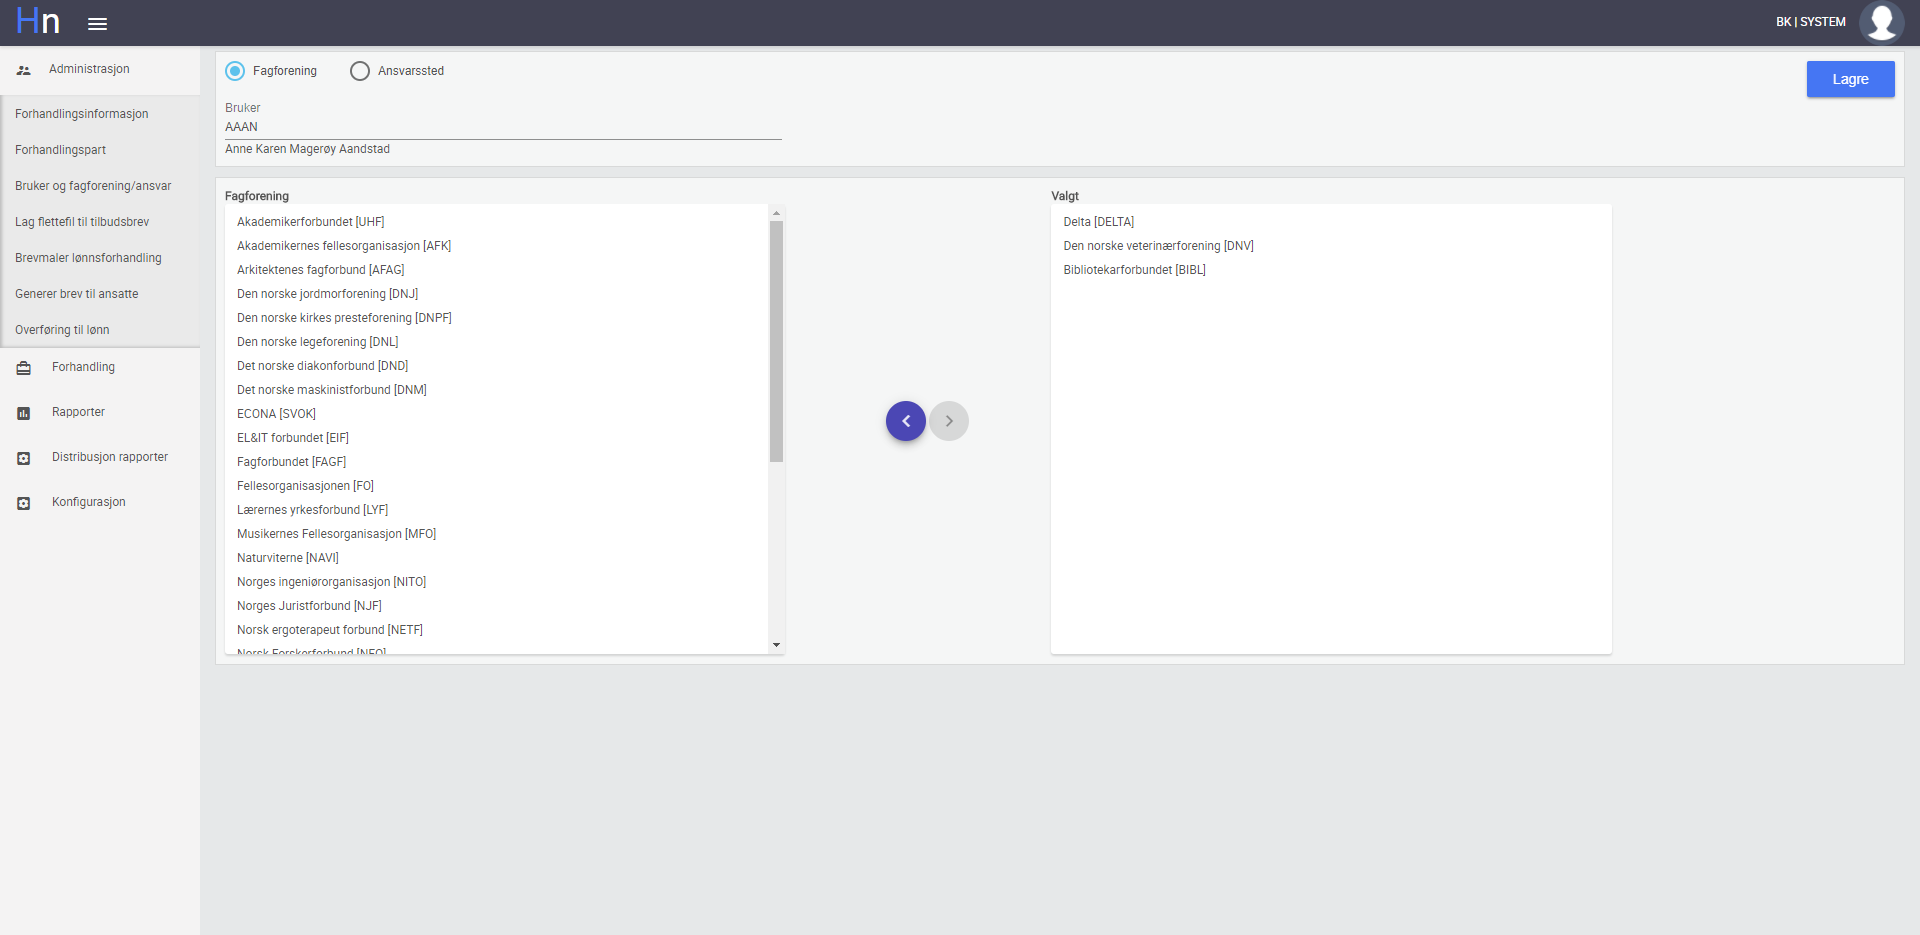 Hn
BK | SYSTEM
Administrasjon
Forhandlingsinformasjon
Forhandlingspart
Bruker og fagforening/ansvar
Lag flettefil til tilbudsbrev
Brevmaler lønnsforhandling
Generer brev til ansatte
Overføring til lønn
Forhandling
Rapporter
Distribusjon rapporter
Konfigurasjon
Fagforening
Ansvarssted
Lagre
Bruker
AAAN
Anne Karen Magerøy Aandstad
Fagforening
Akademikerforbundet [UHF]
Akademikernes fellesorganisasjon [AFK]
Arkitektenes fagforbund [AFAG]
Den norske jordmorforening [DNJ]
Den norske kirkes presteforening [DNPF]
Den norske legeforening [DNL]
Det norske diakonforbund [DND]
Det norske maskinistforbund [DNM]
ECONA [SVOK]
EL&IT forbundet [EIF]
Fagforbundet [FAGF]
Fellesorganisasjonen [FO]
Lærernes yrkesforbund [LYF]
Musikernes Fellesorganisasjon [MFO]
Naturviterne [NAVI]
Norges ingeniørorganisasjon [NITO]
Norges Juristforbund [NJF]
Norsk ergoterapeut forbund [NETF]
Norsk Forskerforbund [NFO]
Valgt
Delta [DELTA]
Den norske veterinærforening [DNV]
Bibliotekarforbundet [BIBL]